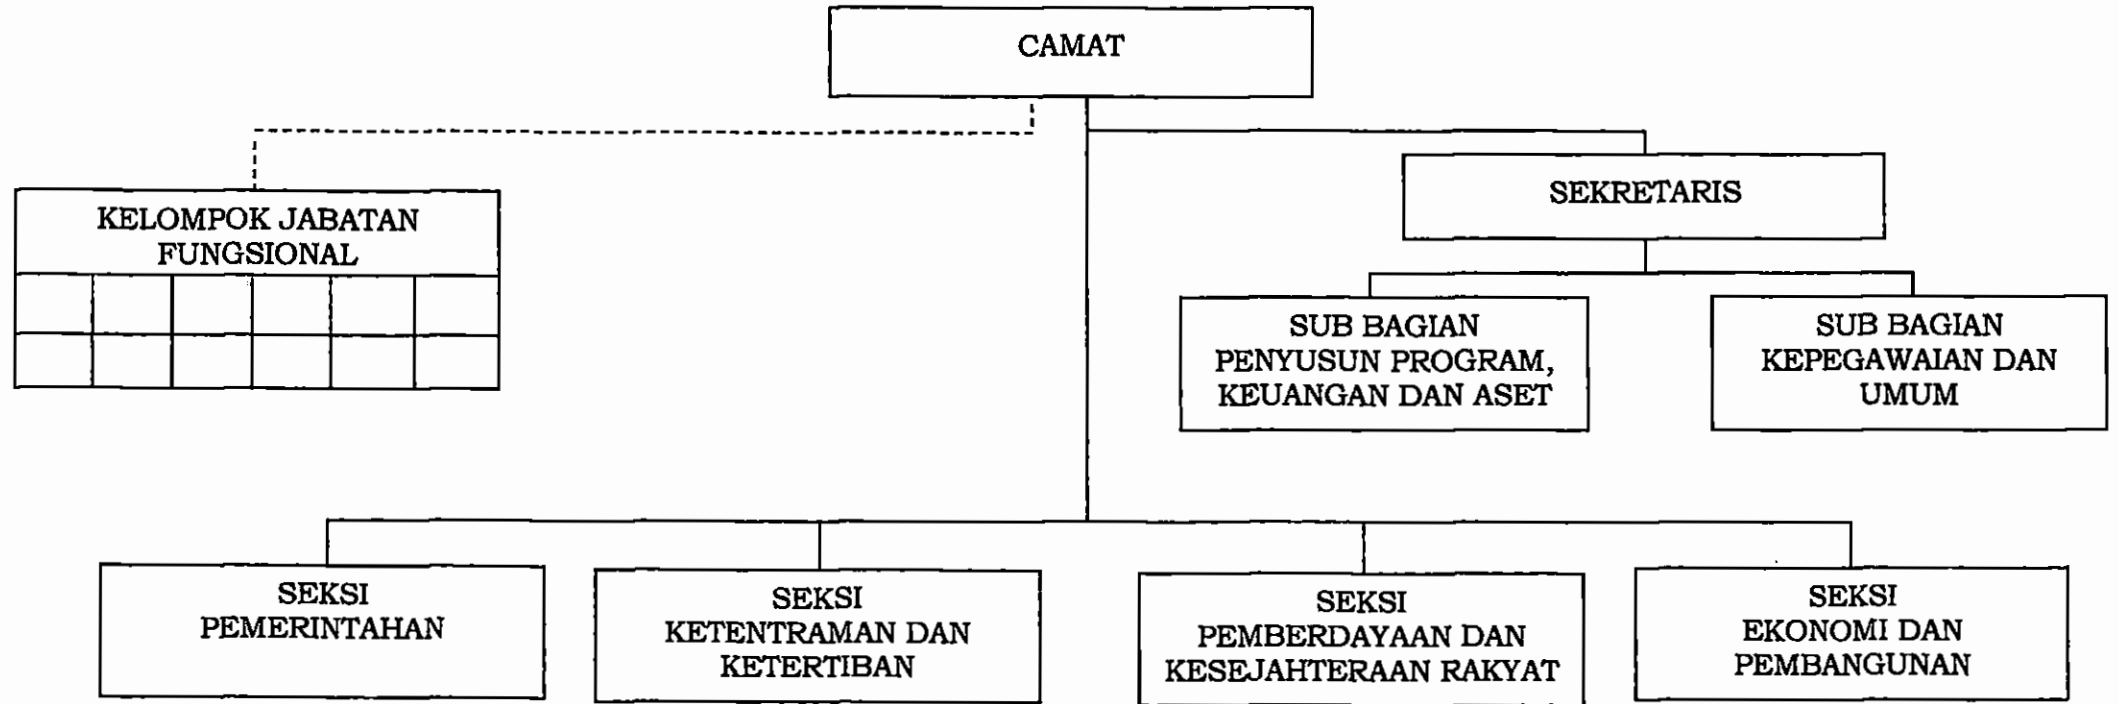 CAMAT
SEKRETARIS
KELOMPOK JABATAN
FUNGSIONAL
SUB BAGIAN
PENYUSUN PROGRAM,
KEUANGAN DAN ASET
SUB BAGIAN
KEPEGAWAIAN DAN
UMUM
SEKSI
PEMERINTAHAN
SEKSI
KETENTRAMAN DAN
KETERTIBAN
SEKSI
PEMBERDAYAAN DAN
KESEJAHTERAAN RAKYAT
SEKSI
EKONOMI DAN
PEMBANGUNAN